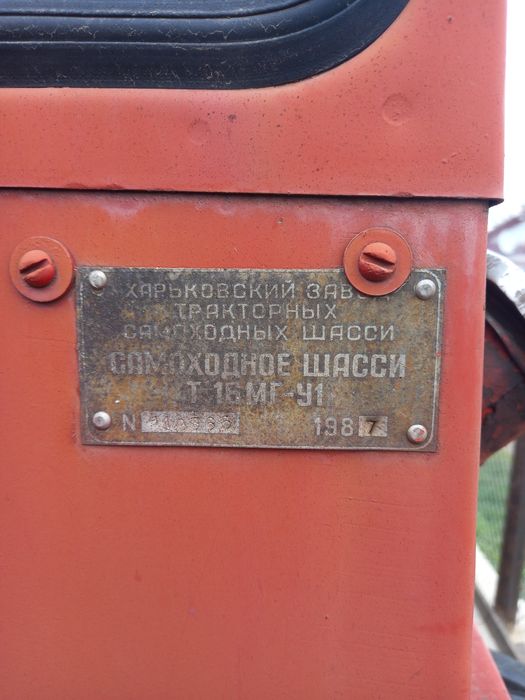 ХАРЬКОВСКИЙ ЗАВОД
ТРАКТОРНЫХ
САМОХОДНЫХ ШАССИ
САМОХОДНОЕ ШАССИ
Т-16МГ-У1
N 1987